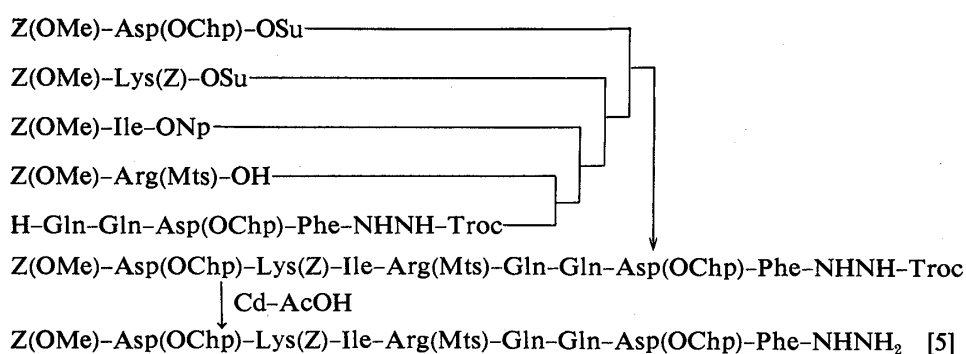 Z(OMe)–Asp(OChp)–OSu
Z(OMe)–Lys(Z)–OSu
Z(OMe)–Ile–ONp
Z(OMe)–Arg(Mts)–OH
H–Gln–Gln–Asp(OChp)–Phe–NHNH–Troc
Z(OMe)–Asp(OChp)–Lys(Z)–Ile–Arg(Mts)–Gln–Gln–Asp(OChp)–Phe–NHNH–Troc
Cd–AcOH
Z(OMe)–Asp(OChp)–Lys(Z)–Ile–Arg(Mts)–Gln–Gln–Asp(OChp)–Phe–NHNH₂ [5]